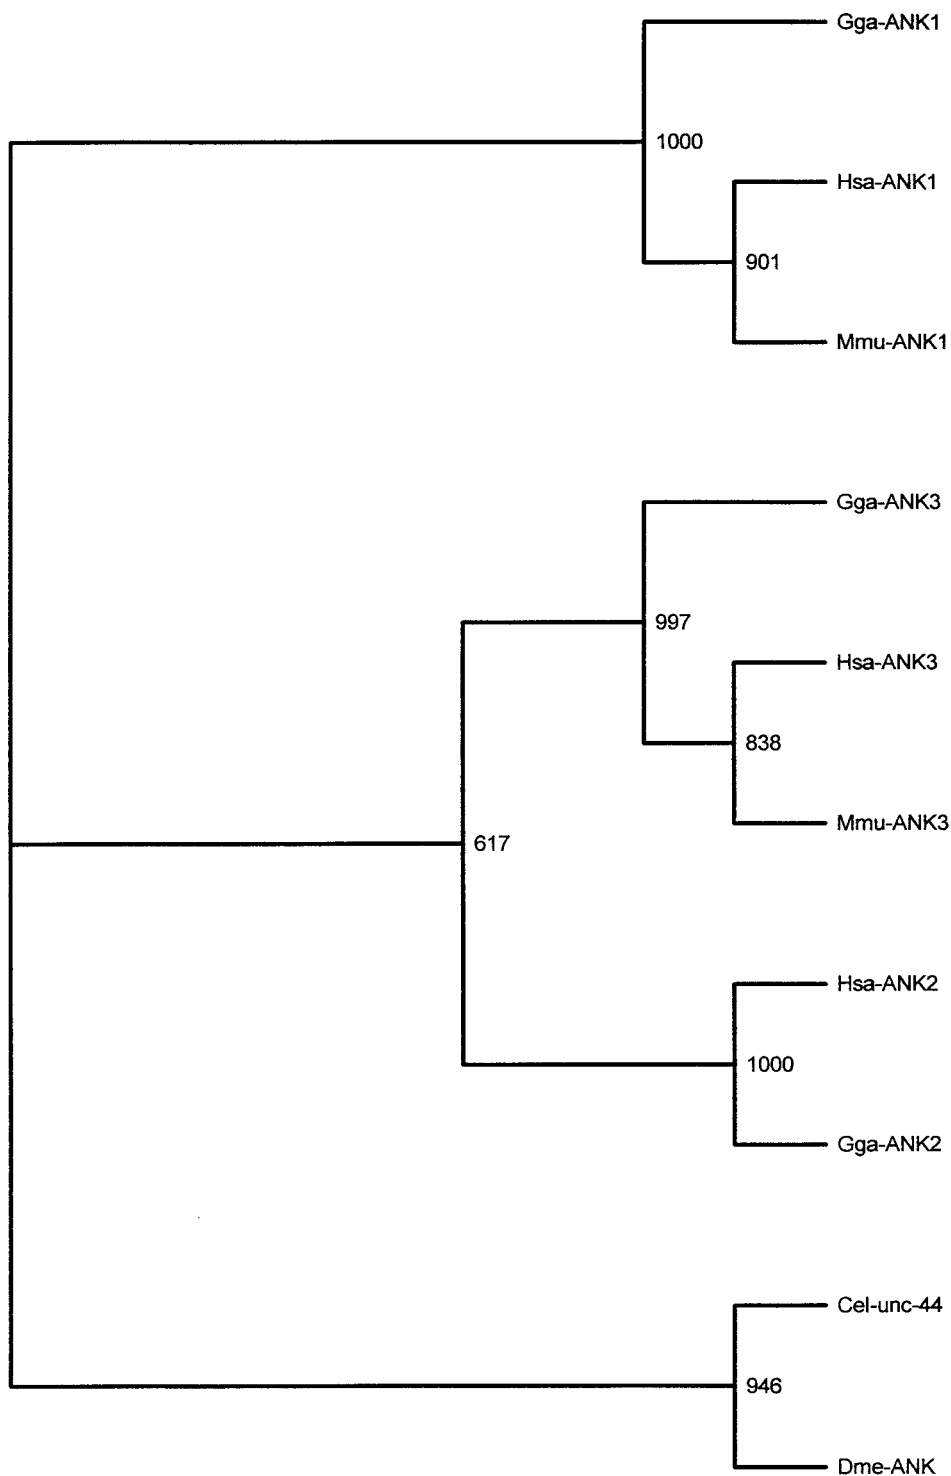 Gga-ANK1
1000
Hsa-ANK1
901
Mmu-ANK1
Gga-ANK3
997
Hsa-ANK3
838
Mmu-ANK3
617
Hsa-ANK2
1000
Gga-ANK2
Cel-unc-44
946
Dme-ANK